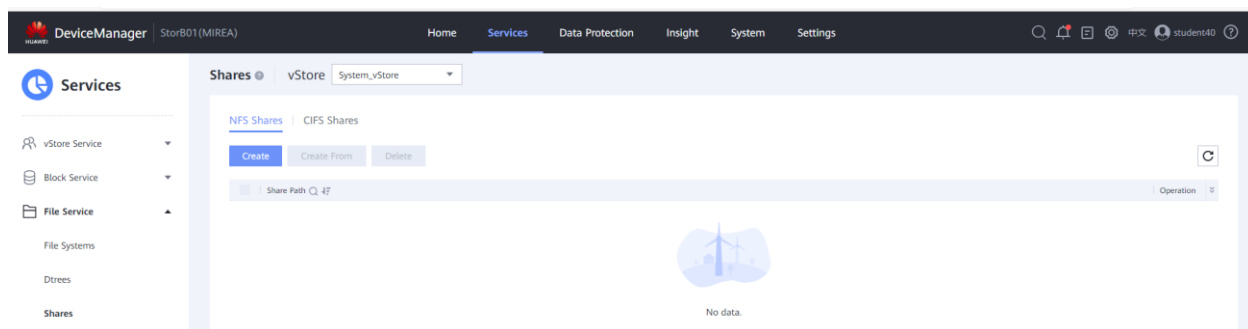 HUAWEI DeviceManager StorB01(MIREA) Home Services Data Protection Insight System Settings 中文 student40
Services
Shares vStore System_vStore
NFS Shares CIFS Shares
vStore Service
Create Create From Delete
Block Service
Share Path Operation
File Service
File Systems
Dtrees
Shares
No data.